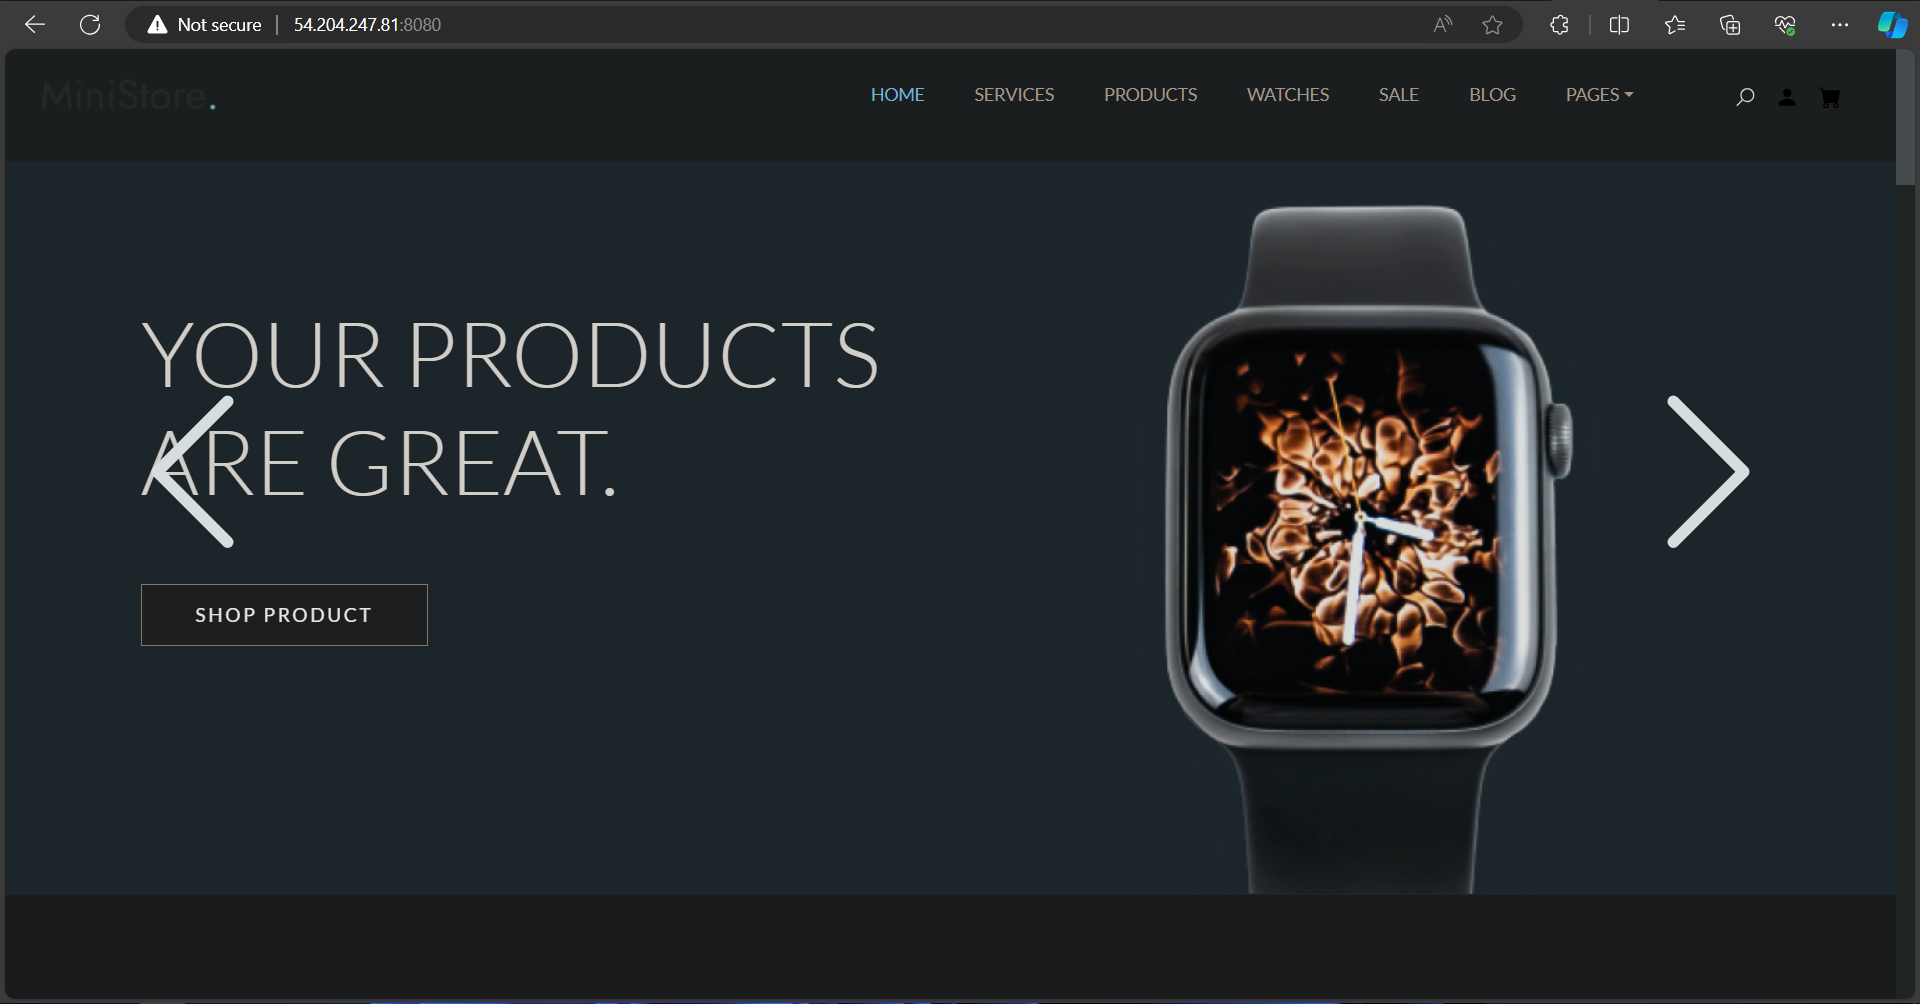 Not secure
54.204.247.81:8080
MiniStore.
HOME
SERVICES
PRODUCTS
WATCHES
SALE
BLOG
PAGES
YOUR PRODUCTS
ARE GREAT.
SHOP PRODUCT